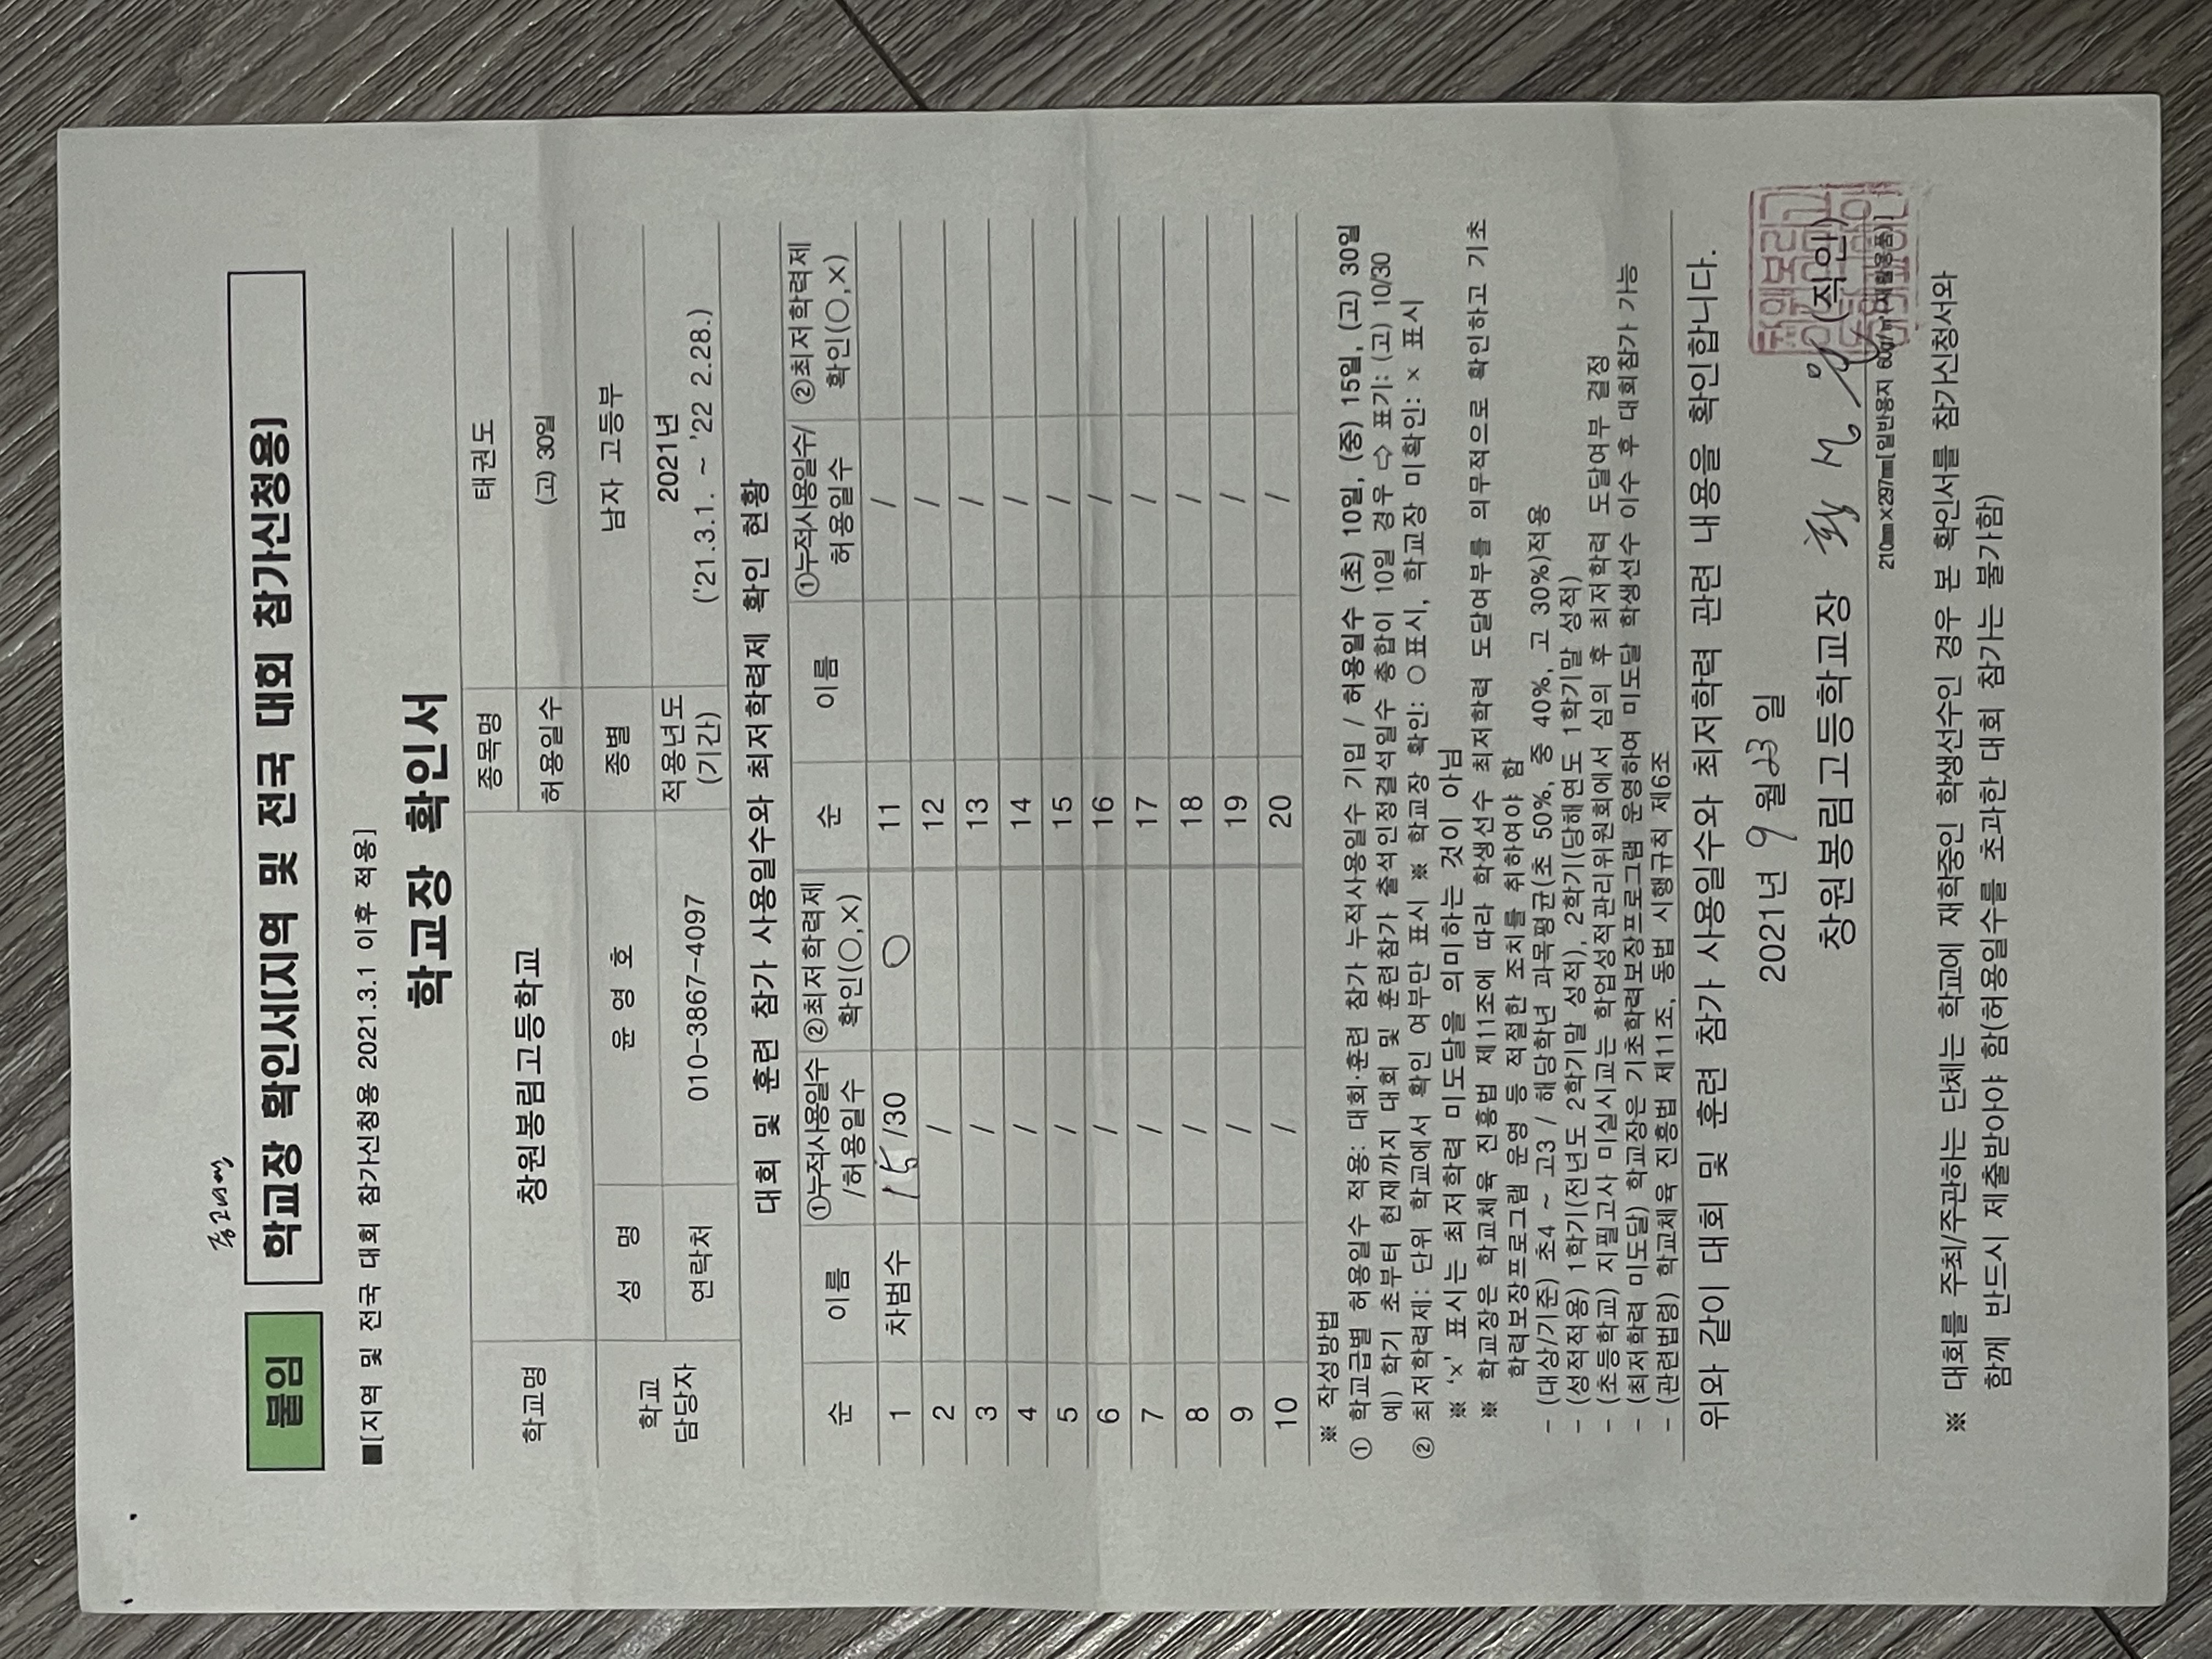 붙임
학교장 확인서[지역 및 전국 대회 참가신청용]
■[지역 및 전국 대회 참가신청용 2021.3.1 이후 적용]
학교장 확인서
학교명 창원봉림고등학교 종목명 태권도
허용일수 (고) 30일
학교 담당자 성 명 윤 영 호 종별 남자 고등부
연락처 010-3867-4097 적용년도 (기간) 2021년 ('21.3.1. ~ '22 2.28.)
대회 및 훈련 참가 사용일수와 최저학력제 확인 현황
순 이름 ①누적사용일수/허용일수 ②최저학력제 확인(○,×) 순 이름 ①누적사용일수/허용일수 ②최저학력제 확인(○,×)
1 차범수 15/30 ○ 11 /
2 / 12 /
3 / 13 /
4 / 14 /
5 / 15 /
6 / 16 /
7 / 17 /
8 / 18 /
9 / 19 /
10 / 20 /
※ 작성방법
① 학교급별 허용일수 적용: 대회·훈련 참가 누적사용일수 기입 / 허용일수 (초) 10일, (중) 15일, (고) 30일
예) 학기 초부터 현재까지 대회 및 훈련참가 출석인정결석일수 총합이 10일 경우 ⇨ 표기: (고) 10/30
② 최저학력제: 단위 학교에서 확인 여부만 표시 ※ 학교장 확인: ○표시, 학교장 미확인: × 표시
※ '×' 표시는 최저학력 미도달을 의미하는 것이 아님
※ 학교장은 학교체육 진흥법 제11조에 따라 학생선수 최저학력 도달여부를 의무적으로 확인하고 기초
학력보장프로그램 운영 등 적절한 조치를 취하여야 함
- (대상/기준) 초4 ~ 고3 / 해당학년 과목평균(초 50%, 중 40%, 고 30%)적용
- (성적적용) 1학기(전년도 2학기말 성적), 2학기(당해연도 1학기말 성적)
- (초등학교) 지필고사 미실시교는 학업성적관리위원회에서 심의 후 최저학력 도달여부 결정
- (최저학력 미도달) 학교장은 기초학력보장프로그램 운영하여 미도달 학생선수 이수 후 대회참가 가능
- (관련법령) 학교체육 진흥법 제11조, 동법 시행규칙 제6조
위와 같이 대회 및 훈련 참가 사용일수와 최저학력 관련 내용을 확인합니다.
2021년 9월 23일
창원봉림고등학교장 (직인)
210㎜×297㎜[일반용지 60g/㎡(재활용품)]
※ 대회를 주최/주관하는 단체는 학교에 재학중인 학생선수인 경우 본 확인서를 참가신청서와
함께 반드시 제출받아야 함(허용일수를 초과한 대회 참가는 불가함)